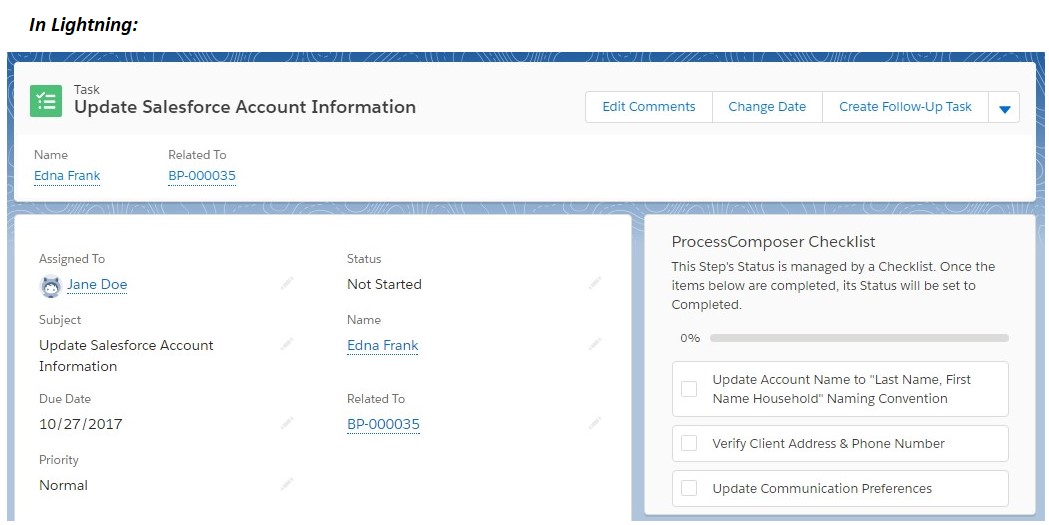 In Lightning:
Task
Update Salesforce Account Information
Edit Comments
Change Date
Create Follow-Up Task
Name
Related To
Edna Frank
BP-000035
Assigned To
Status
Jane Doe
Not Started
Subject
Name
Update Salesforce Account
Information
Edna Frank
Due Date
Related To
10/27/2017
BP-000035
Priority
Normal
ProcessComposer Checklist
This Step's Status is managed by a Checklist. Once the
items below are completed, its Status will be set to
Completed.
0%
Update Account Name to "Last Name, First
Name Household" Naming Convention
Verify Client Address & Phone Number
Update Communication Preferences